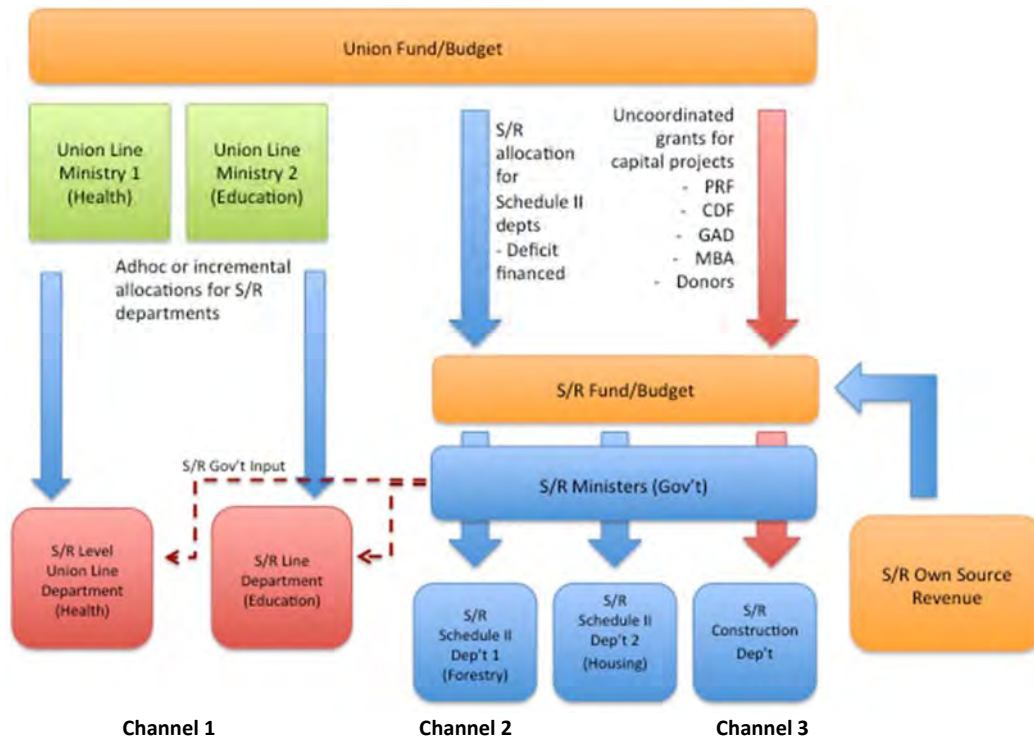 Union Fund/Budget
Union Line
Ministry 1
(Health)
Union Line
Ministry 2
(Education)
S/R
allocation
for
Schedule II
depts
- Deficit
financed
Uncoordinated
grants for
capital projects
- PRF
- CDF
- GAD
- MBA
- Donors
Adhoc or incremental
allocations for S/R
departments
S/R Fund/Budget
S/R Gov't Input
S/R Ministers (Gov't)
S/R Level
Union Line
Department
(Health)
S/R Line
Department
(Education)
S/R
Schedule II
Dep't 1
(Forestry)
S/R
Schedule II
Dep't 2
(Housing)
S/R
Construction
Dep't
S/R Own Source
Revenue
Channel 1
Channel 2
Channel 3